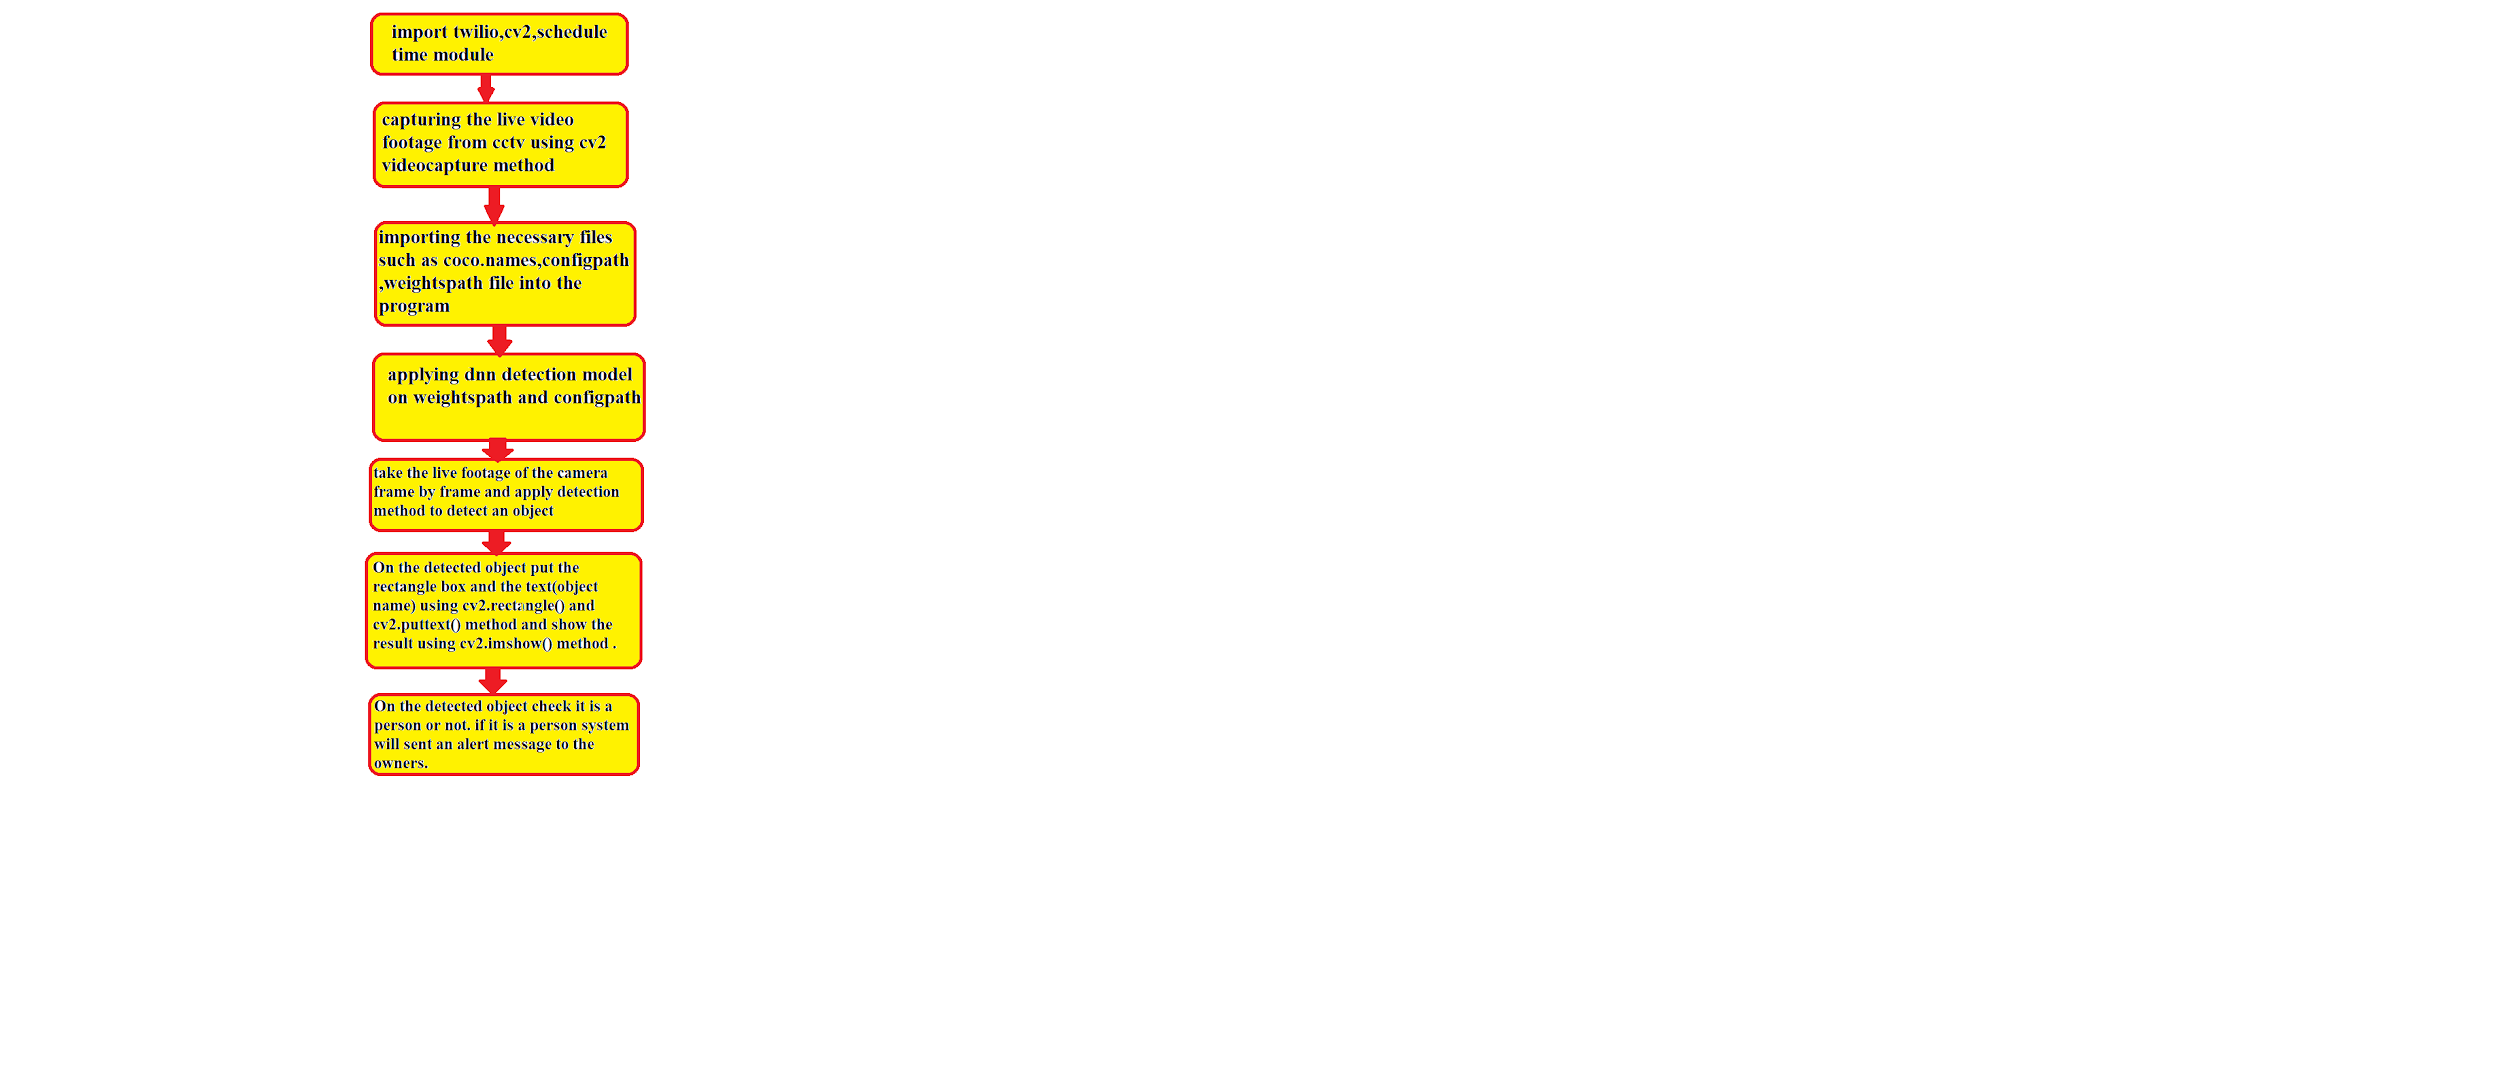 import twilio,cv2,schedule
time module
capturing the live video
footage from cctv using cv2
videocapture method
importing the necessary files
such as coco.names,configpath
,weightspath file into the
program
applying dnn detection model
on weightspath and configpath
take the live footage of the camera
frame by frame and apply detection
method to detect an object
On the detected object put the
rectangle box and the text(object
name) using cv2.rectangle() and
cv2.puttext() method and show the
result using cv2.imshow() method .
On the detected object check it is a
person or not. if it is a person system
will sent an alert message to the
owners.